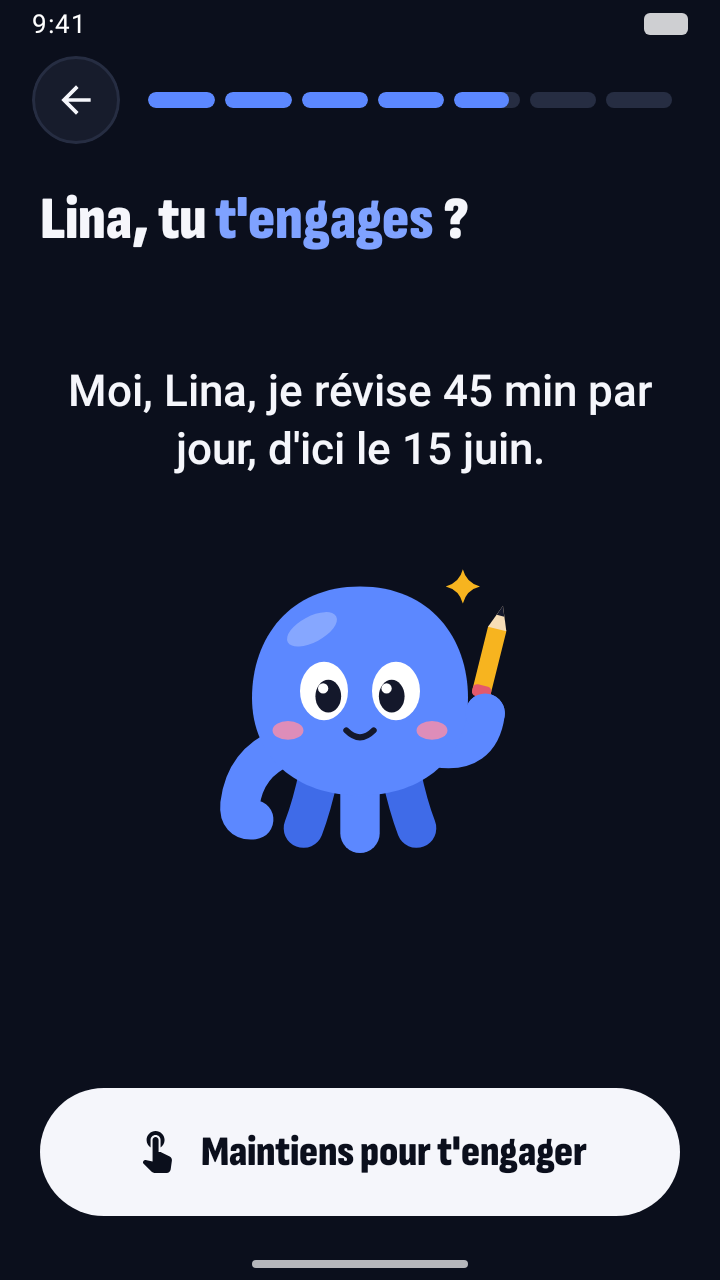 9:41
Lina, tu t'engages ?
Moi, Lina, je révise 45 min par
jour, d'ici le 15 juin.
Maintiens pour t'engager